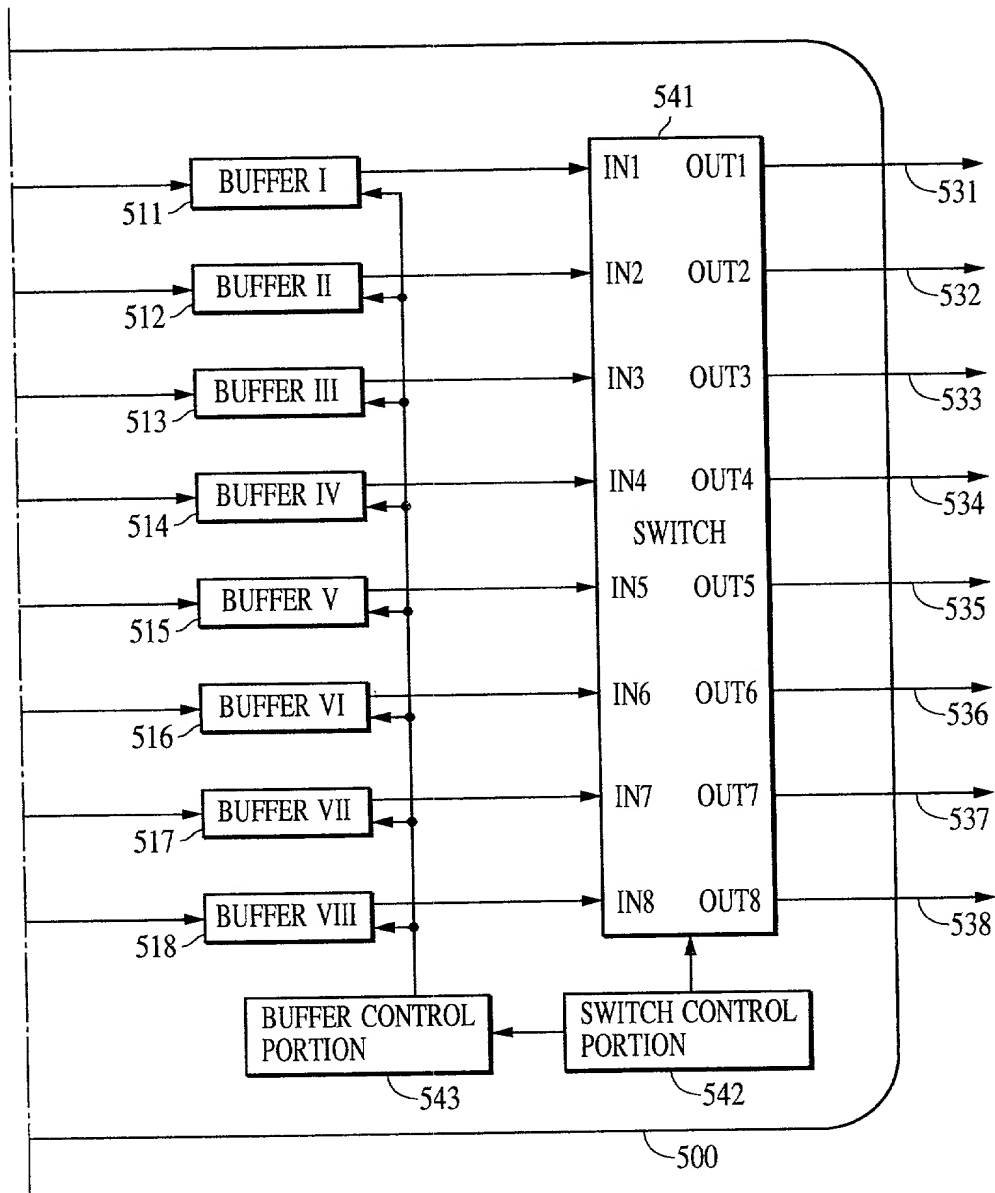 541
BUFFER I
IN1 OUT1
511
531
BUFFER II
IN2 OUT2
512
532
BUFFER III
IN3 OUT3
513
533
BUFFER IV
IN4 OUT4
514
534
SWITCH
BUFFER V
IN5 OUT5
515
535
BUFFER VI
IN6 OUT6
516
536
BUFFER VII
IN7 OUT7
517
537
BUFFER VIII
IN8 OUT8
518
538
BUFFER CONTROL
PORTION
SWITCH CONTROL
PORTION
543
542
500